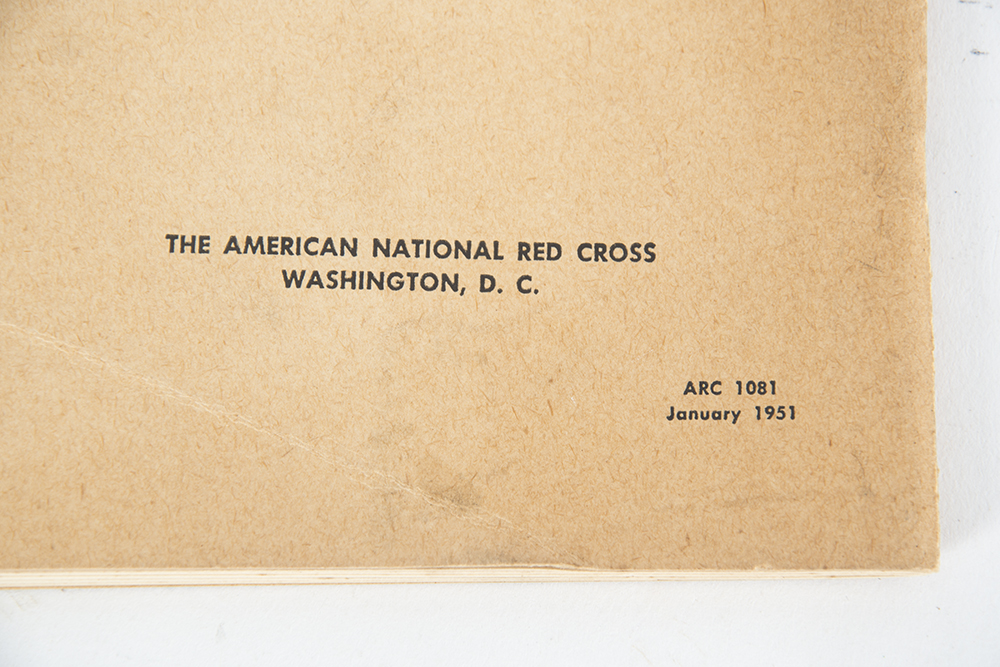 THE AMERICAN NATIONAL RED CROSS
WASHINGTON, D. C.
ARC 1081
January 1951